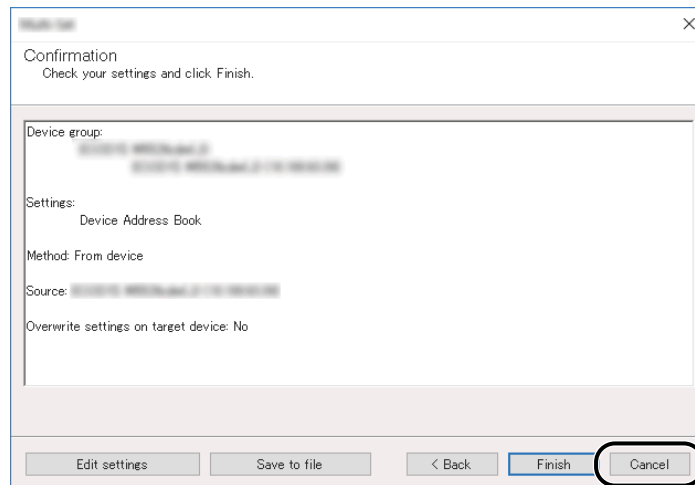 Confirmation
Check your settings and click Finish.
Device group:
Settings:
Device Address Book
Method: From device
Source:
Overwrite settings on target device: No
Edit settings
Save to file
< Back
Finish
Cancel